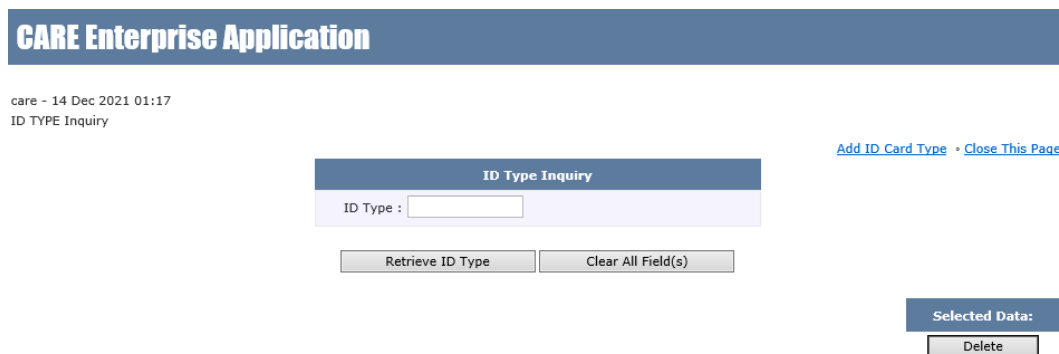 CARE Enterprise Application
care - 14 Dec 2021 01:17
ID TYPE Inquiry
Add ID Card Type • Close This Page
ID Type Inquiry
ID Type :
Retrieve ID Type Clear All Field(s)
Selected Data:
Delete